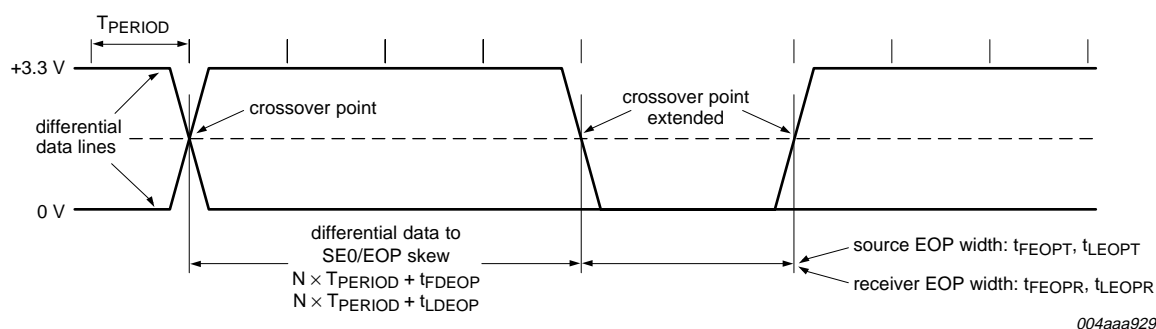 TPERIOD
+3.3 V
crossover point
crossover point
extended
differential
data lines
0 V
differential data to
SE0/EOP skew
N × TPERIOD + tFDEOP
N × TPERIOD + tLDEOP
source EOP width: tFEOPT, tLEOPT
receiver EOP width: tFEOPR, tLEOPR
004aaa929